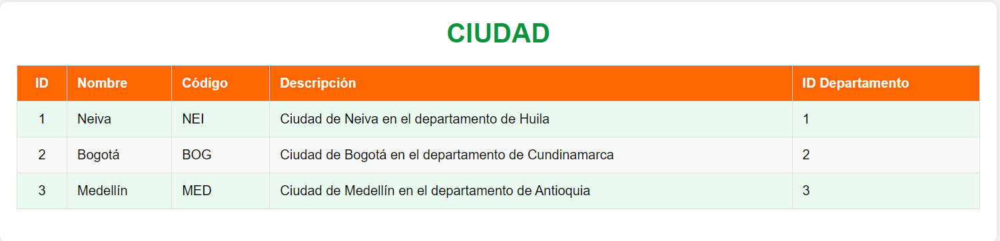 CIUDAD
ID Nombre Código Descripción ID Departamento
1 Neiva NEI Ciudad de Neiva en el departamento de Huila 1
2 Bogotá BOG Ciudad de Bogotá en el departamento de Cundinamarca 2
3 Medellín MED Ciudad de Medellín en el departamento de Antioquia 3